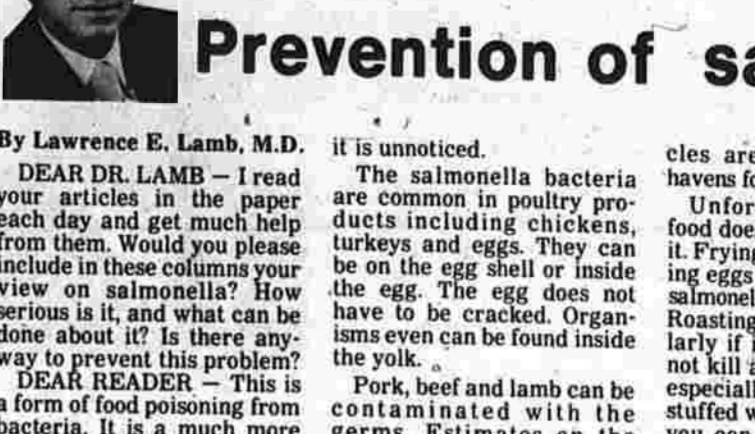 Prevention of
By Lawrence E. Lamb, M.D.
DEAR DR. LAMB — I read
your articles in the paper
each day and get much help
from them. Would you please
include in these columns your
view on salmonella? How
serious is it, and what can be
done about it? Is there any-
way to prevent this problem?
DEAR READER — This is
a form of food poisoning from
bacteria. It is a much more
it is unnoticed.
The salmonella bacteria
are common in poultry pro-
ducts including chickens,
turkeys and eggs. They can
be on the egg shell or inside
the egg. The egg does not
have to be cracked. Organ-
isms even can be found inside
the yolk.
Pork, beef and lamb can be
contaminated with the
germs. Estimates on the
cles are
havens
Unfor
food doe
it. Frying
ing eggs
salmonel
Roasting
larly if
not kill
especial
stuffed
you can